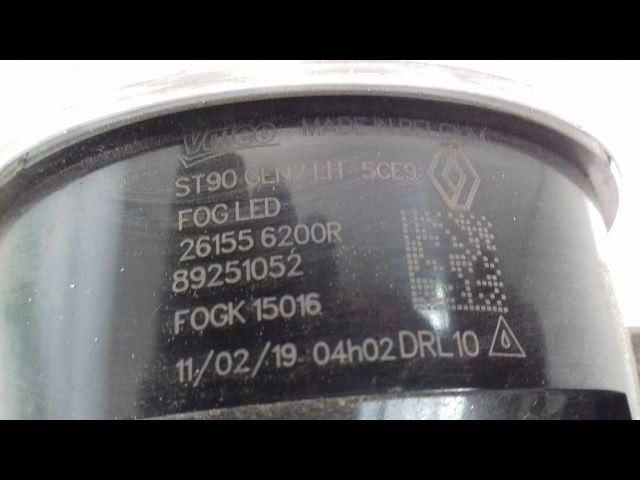 Valeo MADE IN BELGIUM
ST90 GEN2 LH 5CE9
FOG LED
26155 6200R
89251052
FOGK 15016
11/02/19 04h02 DRL10 6